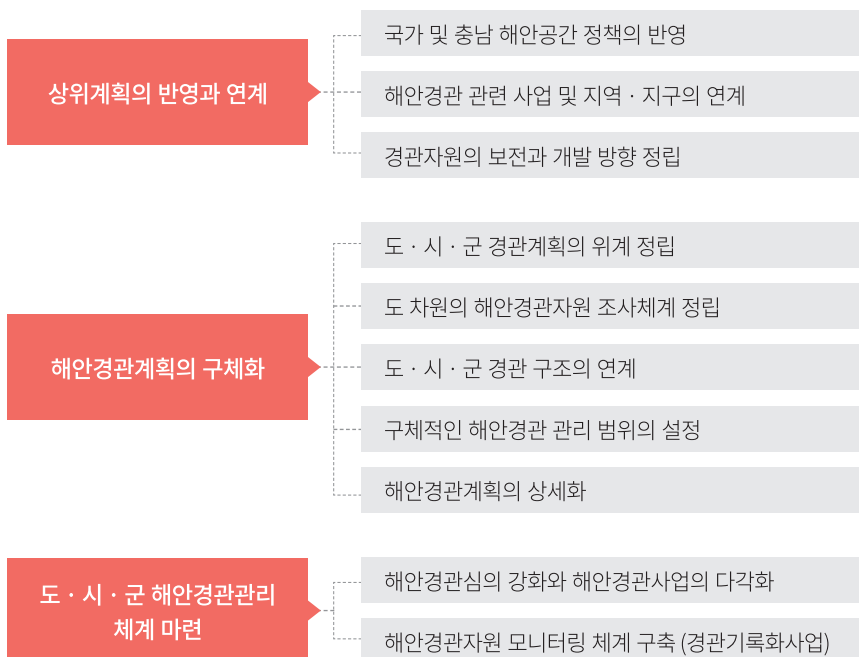 상위계획의 반영과 연계
국가 및 충남 해안공간 정책의 반영
해안경관 관련 사업 및 지역 · 지구의 연계
경관자원의 보전과 개발 방향 정립
해안경관계획의 구체화
도 · 시 · 군 경관계획의 위계 정립
도 차원의 해안경관자원 조사체계 정립
도 · 시 · 군 경관 구조의 연계
구체적인 해안경관 관리 범위의 설정
해안경관계획의 상세화
도 · 시 · 군 해안경관관리
체계 마련
해안경관심의 강화와 해안경관사업의 다각화
해안경관자원 모니터링 체계 구축 (경관기록화사업)